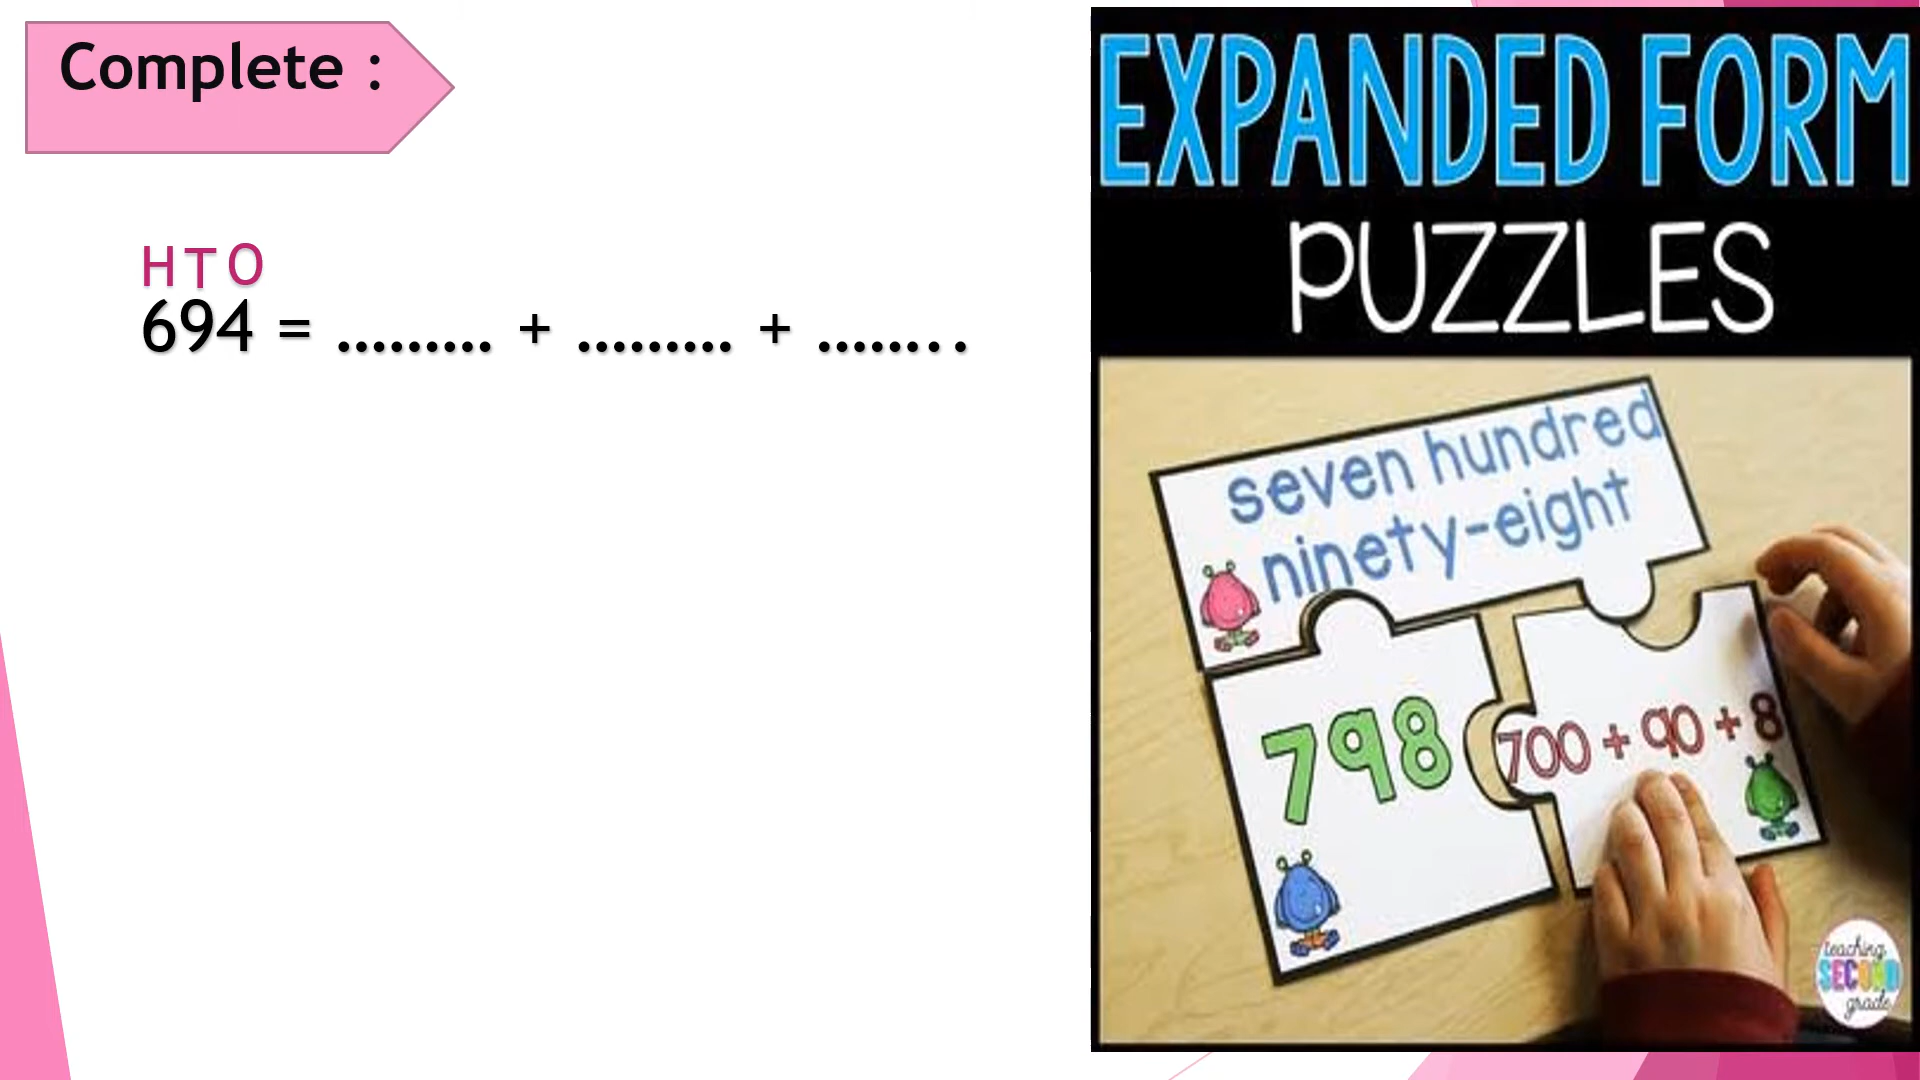 Complete :
H T O
694 = ……… + ……… + ……...
EXPANDED FORM
PUZZLES
seven hundred
ninety-eight
798
700 + 90 + 8
teaching
SECOND
grade